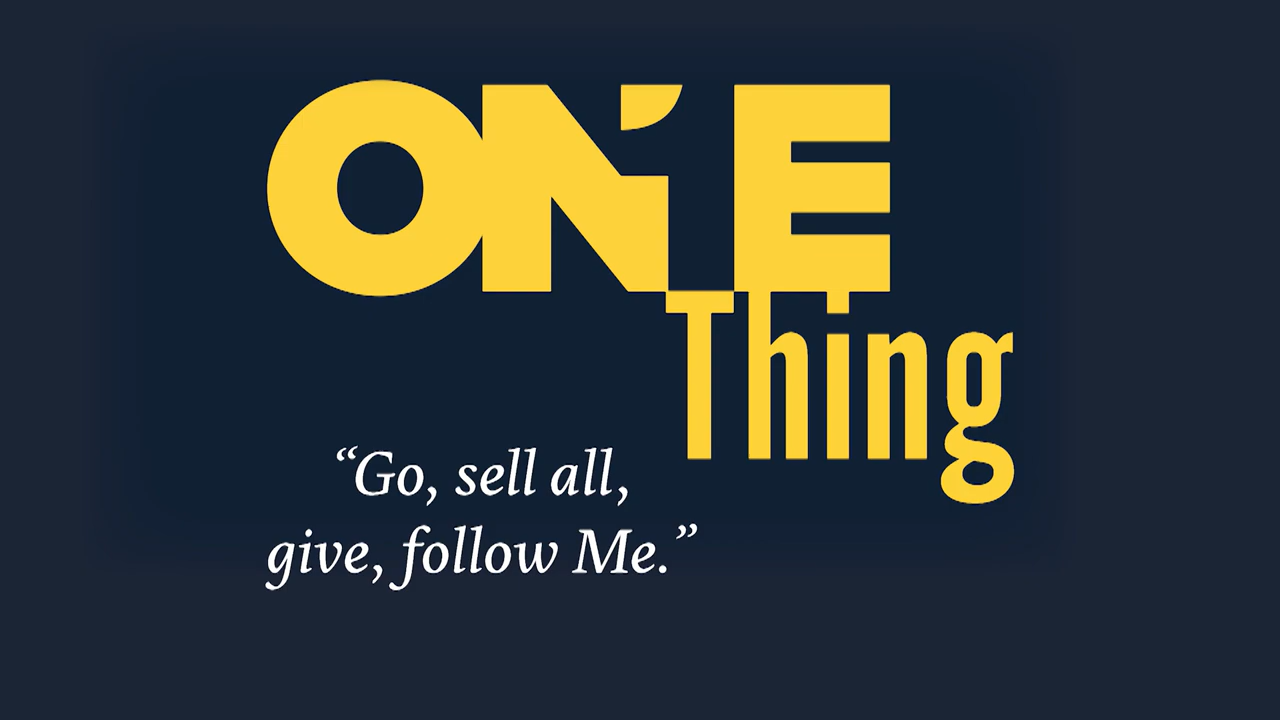 ONE
Thing
“Go, sell all,
give, follow Me.”